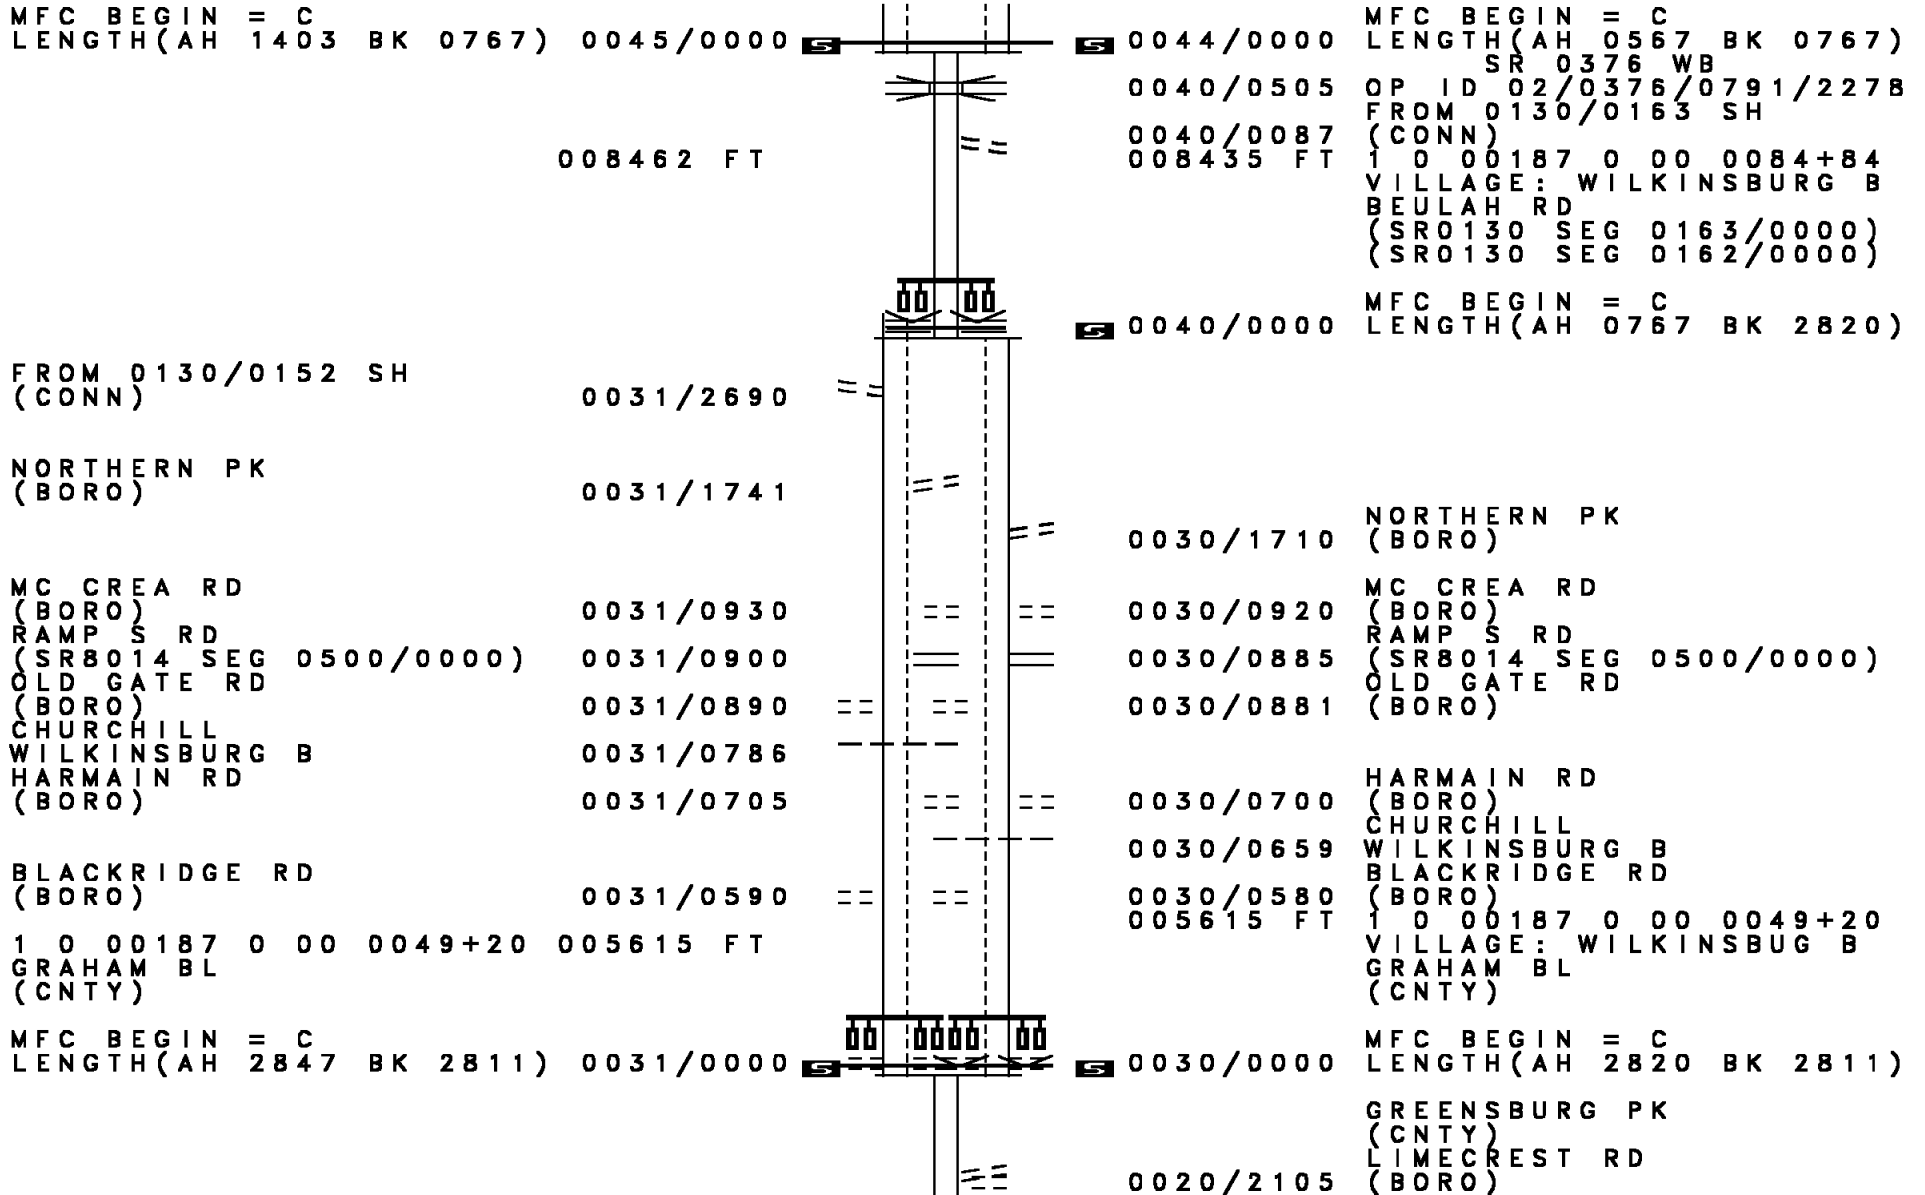 MFC BEGIN = C
LENGTH(AH 1403 BK 0767) 0045/0000 S
S 0044/0000
MFC BEGIN = C
LENGTH(AH 0567 BK 0767)
SR 0376 WB
0040/0505 OP ID 02/0376/0791/2278
FROM 0130/0163 SH
0040/0087 (CONN)
008462 FT
008435 FT 1 0 00187 0 00 0084+84
VILLAGE: WILKINSBURG B
BEULAH RD
(SR0130 SEG 0163/0000)
(SR0130 SEG 0162/0000)
MFC BEGIN = C
S 0040/0000 LENGTH(AH 0767 BK 2820)
FROM 0130/0152 SH
(CONN) 0031/2690
NORTHERN PK
(BORO) 0031/1741
NORTHERN PK
0030/1710 (BORO)
MC CREA RD
(BORO) 0031/0930
MC CREA RD
0030/0920 (BORO)
RAMP S RD
(SR8014 SEG 0500/0000) 0031/0900
RAMP S RD
0030/0885 (SR8014 SEG 0500/0000)
OLD GATE RD
(BORO) 0031/0890
OLD GATE RD
0030/0881 (BORO)
CHURCHILL
WILKINSBURG B 0031/0786
HARMAIN RD
(BORO) 0031/0705
HARMAIN RD
0030/0700 (BORO)
CHURCHILL
0030/0659 WILKINSBURG B
BLACKRIDGE RD
(BORO) 0031/0590
BLACKRIDGE RD
0030/0580 (BORO)
005615 FT 1 0 00187 0 00 0049+20
VILLAGE: WILKINSBUG B
1 0 00187 0 00 0049+20 005615 FT
GRAHAM BL
(CNTY)
GRAHAM BL
(CNTY)
MFC BEGIN = C
LENGTH(AH 2847 BK 2811) 0031/0000 S
MFC BEGIN = C
S 0030/0000 LENGTH(AH 2820 BK 2811)
GREENSBURG PK
(CNTY)
LIMECREST RD
0020/2105 (BORO)